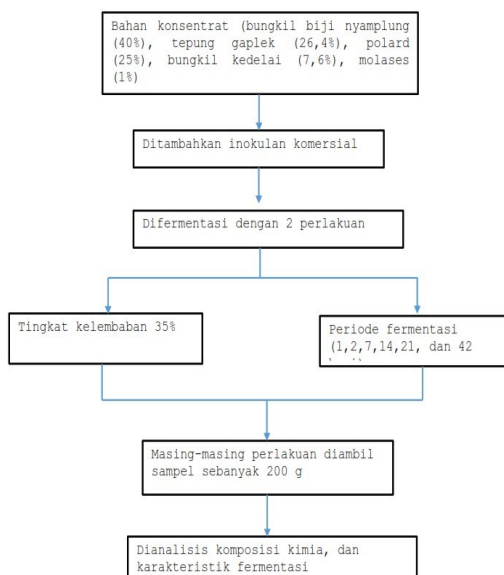 Bahan konsentrat (bungkil biji nyamplung
(40%), tepung gaplek (26,4%), polard
(25%), bungkil kedelai (7,6%), molases
(1%)
Ditambahkan inokulan komersial
Difermentasi dengan 2 perlakuan
Tingkat kelembaban 35%
Periode fermentasi
(1,2,7,14,21, dan 42
Masing-masing perlakuan diambil
sampel sebanyak 200 g
Dianalisis komposisi kimia, dan
karakteristik fermentasi